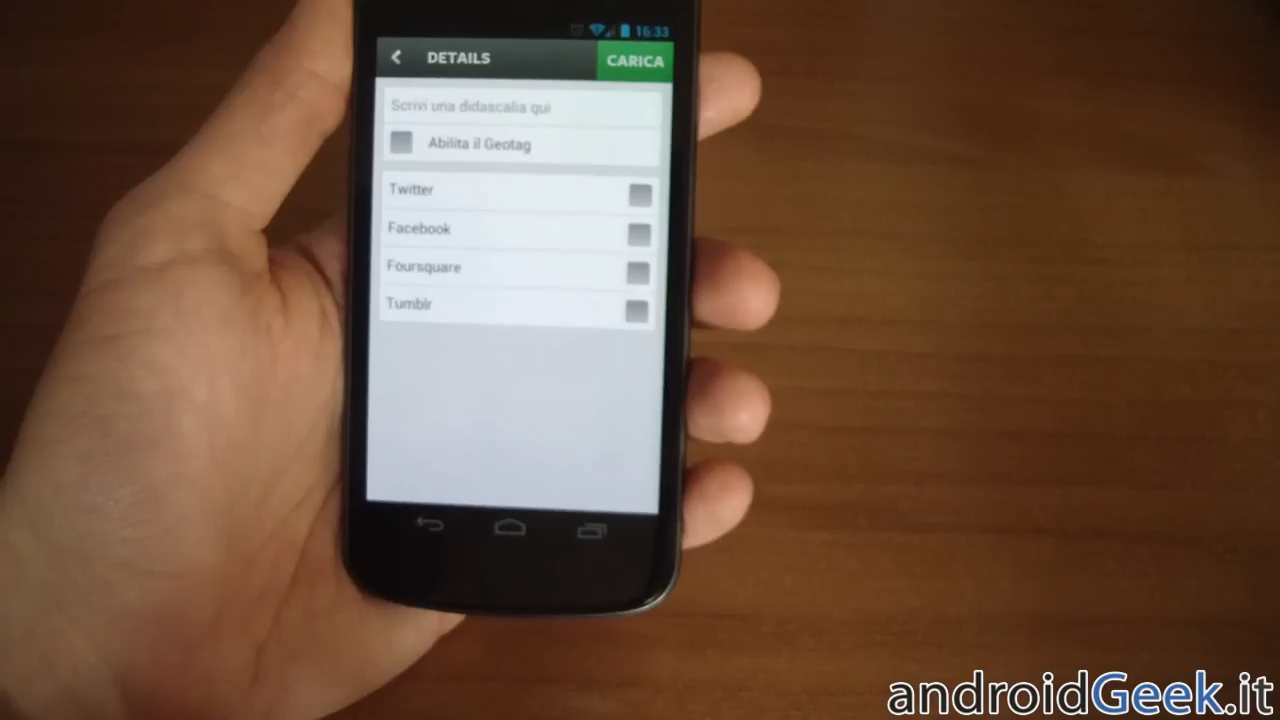 16:33
DETAILS
CARICA
Scrivi una didascalia qui
Abilita il Geotag
Twitter
Facebook
Foursquare
Tumblr
androidGeek.it